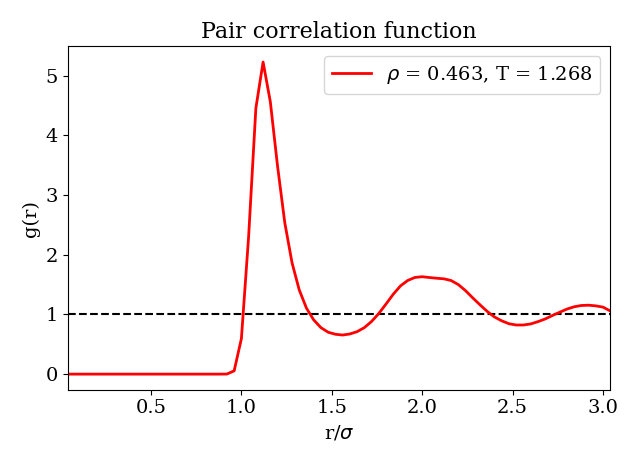 Pair correlation function
ρ = 0.463, T = 1.268
g(r)
5
4
3
2
1
0
0.5 1.0 1.5 2.0 2.5 3.0
r/σ